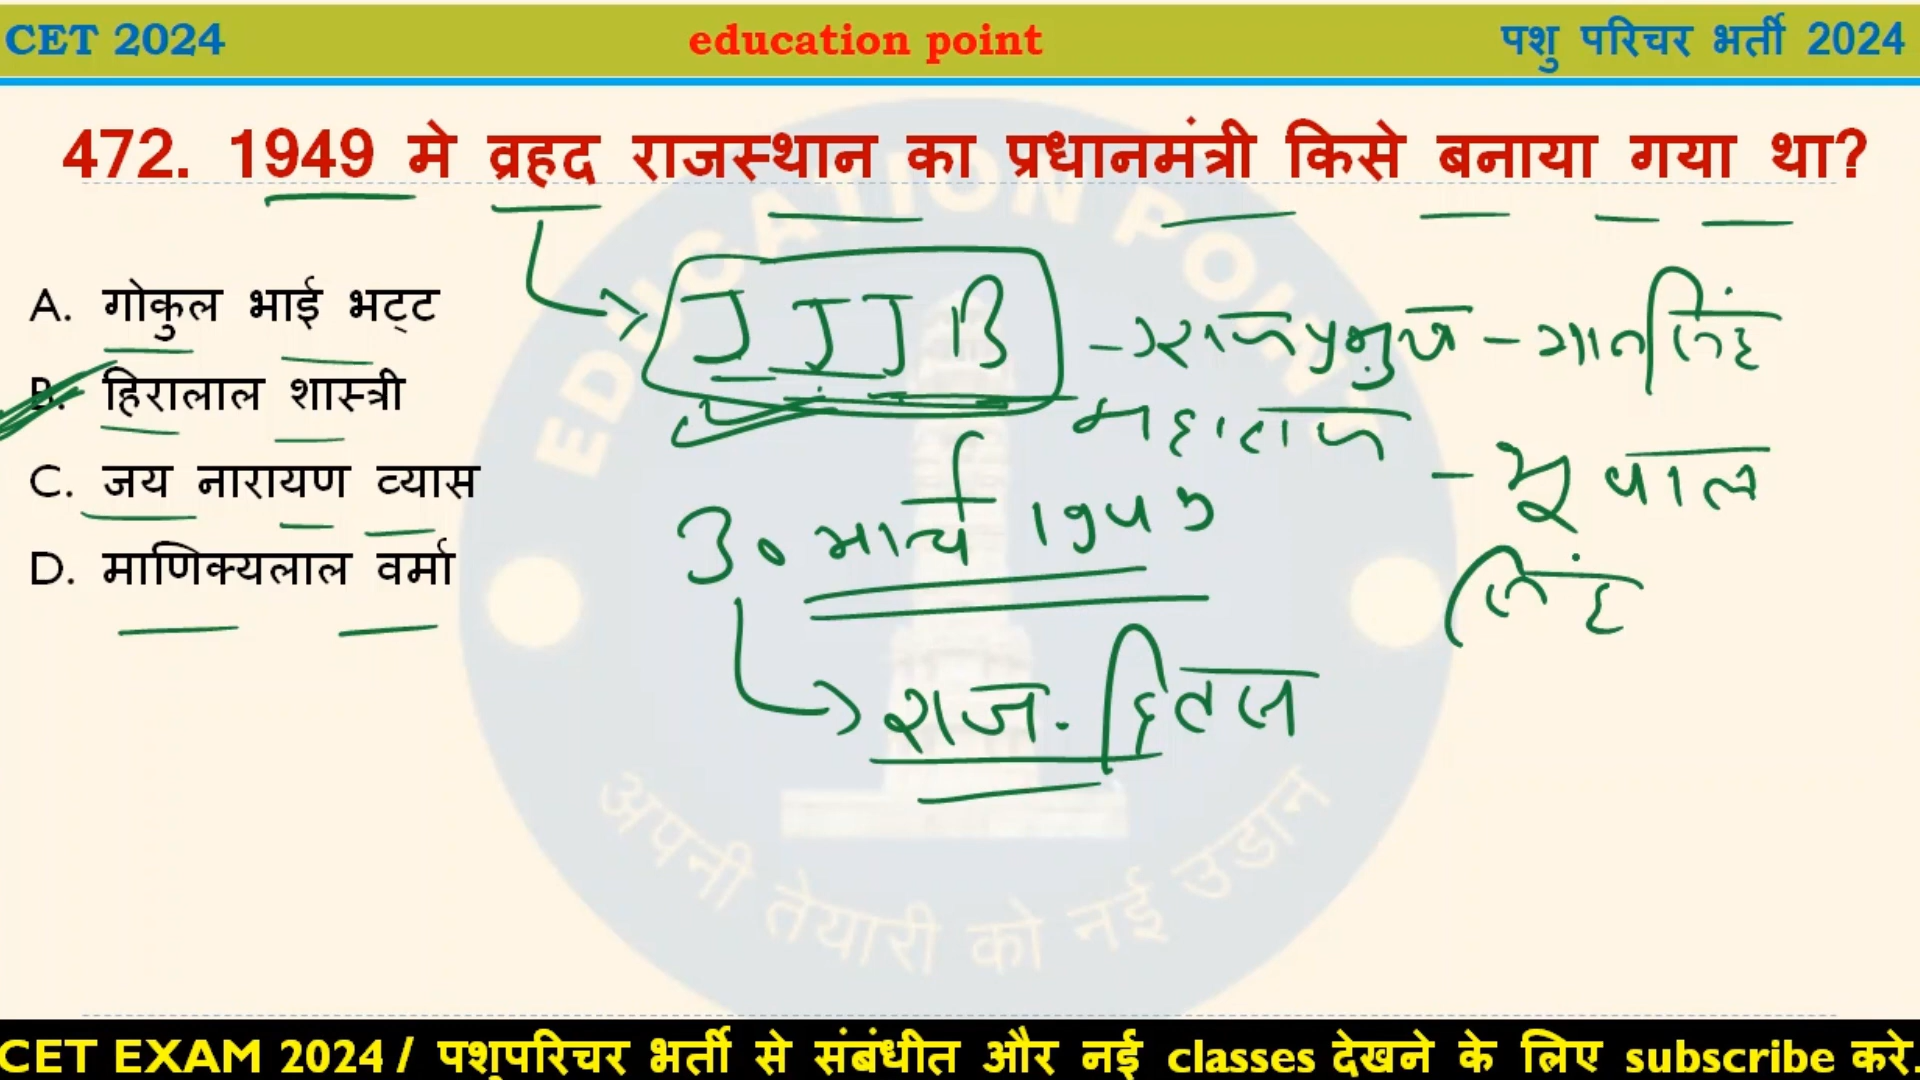 CET 2024 education point पशु परिचर भर्ती 2024
472. 1949 मे व्रहद राजस्थान का प्रधानमंत्री किसे बनाया गया था?
A. गोकुल भाई भट्ट
B. हिरालाल शास्त्री
C. जय नारायण व्यास
D. माणिक्यलाल वर्मा
J J J B - राजप्रमुख - मानसिंह
महाराज - भूपाल
सिंह
30 मार्च 1949
राज. दिवस
EDUCATION POINT
अपनी तैयारी को नई उडान
CET EXAM 2024 / पशुपरिचर भर्ती से संबंधीत और नई classes देखने के लिए subscribe करे.